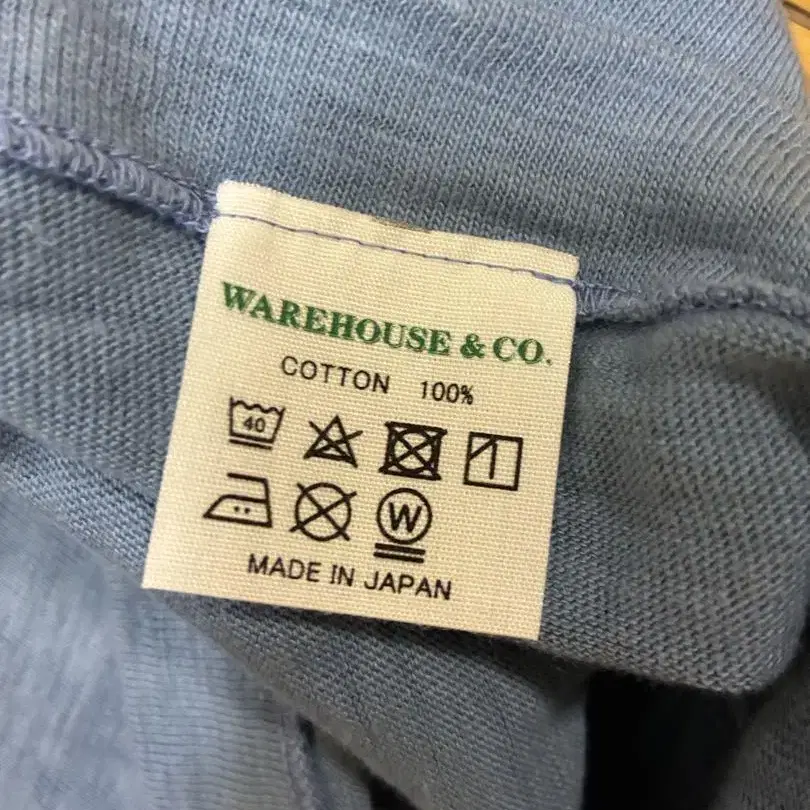 WAREHOUSE & CO.
COTTON 100%
40
W
MADE IN JAPAN